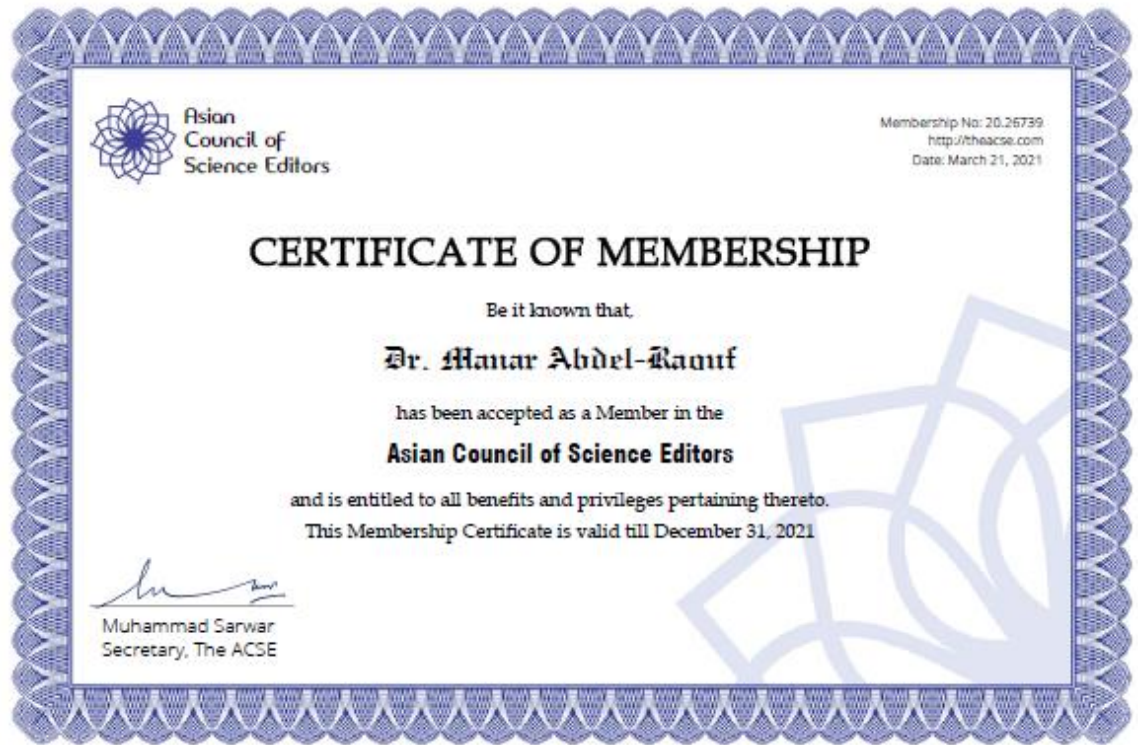 Asian
Council of
Science Editors
Membership No: 20.26739
http://theacse.com
Date: March 21, 2021
CERTIFICATE OF MEMBERSHIP
Be it known that,
Dr. Manar Abdel-Raouf
has been accepted as a Member in the
Asian Council of Science Editors
and is entitled to all benefits and privileges pertaining thereto.
This Membership Certificate is valid till December 31, 2021
Muhammad Sarwar
Secretary, The ACSE